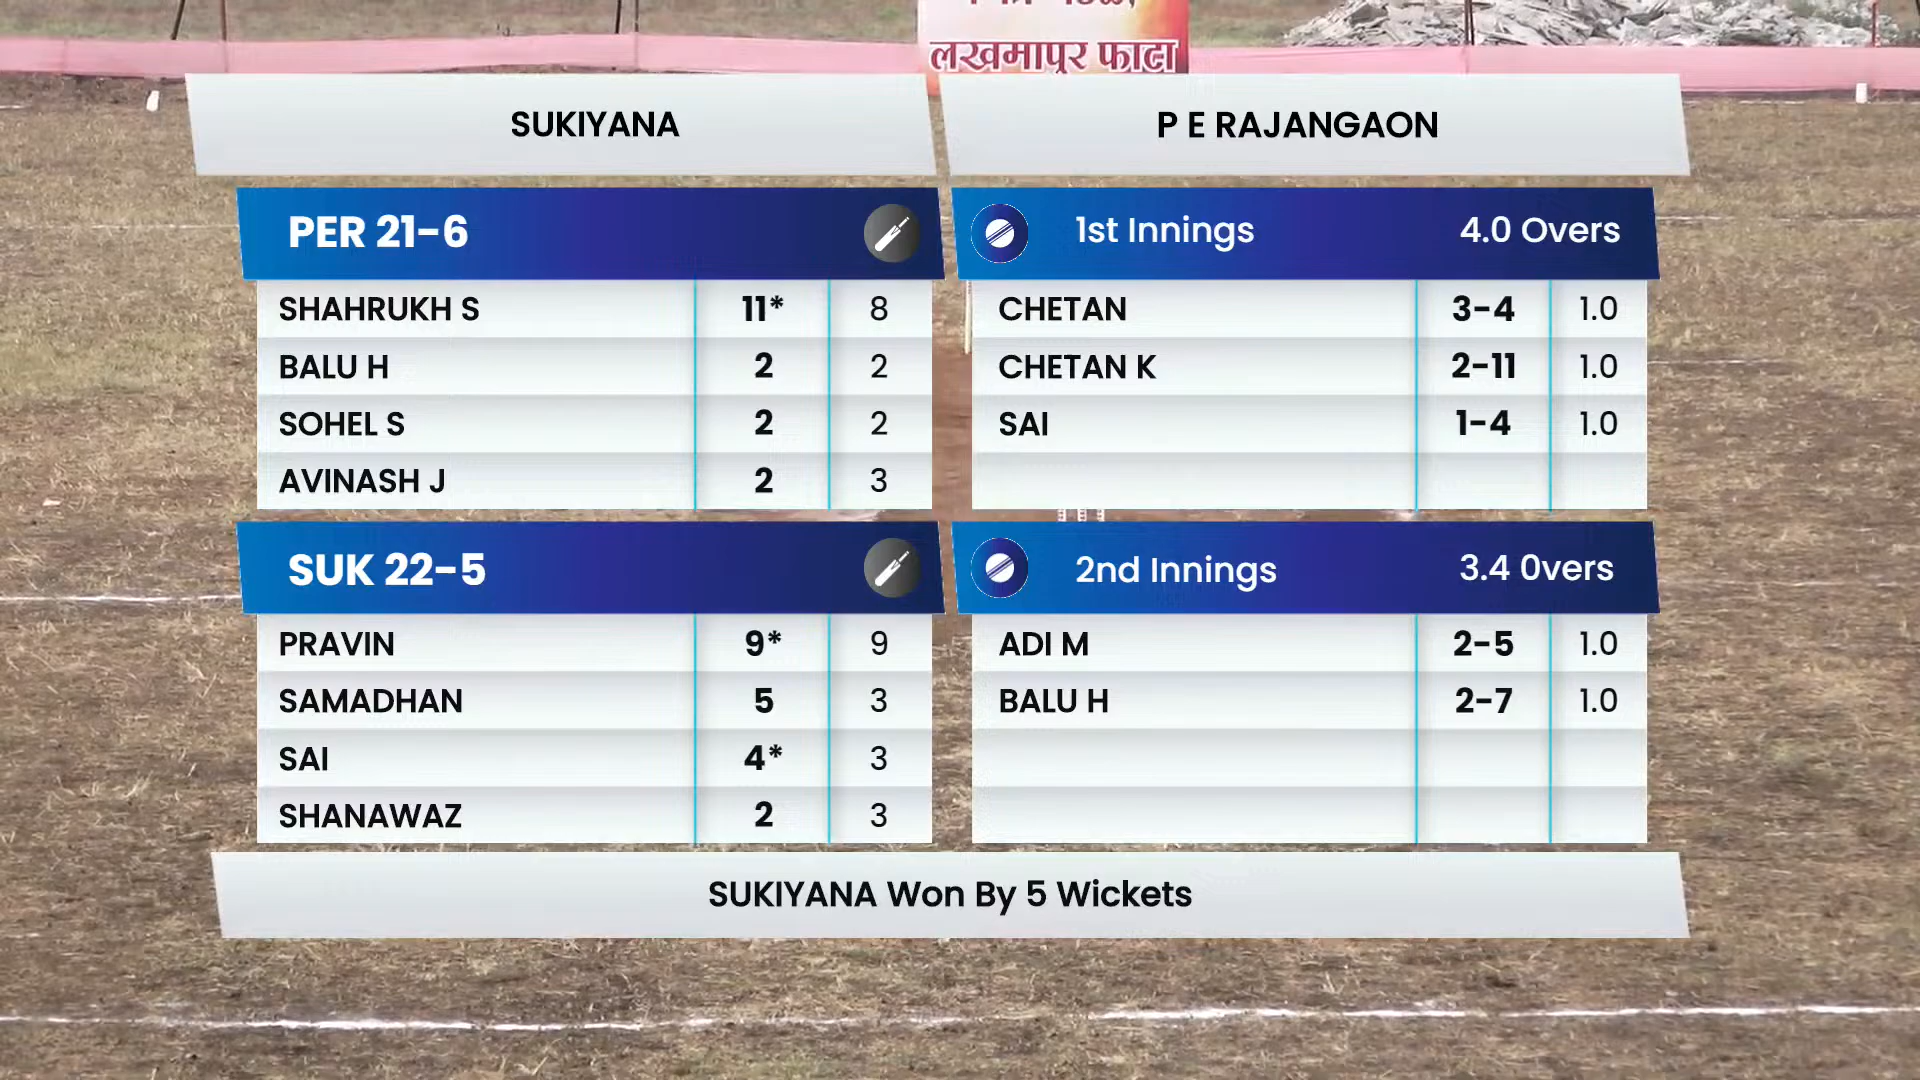 लखमापुर फाटा
SUKIYANA
P E RAJANGAON
PER 21-6
1st Innings 4.0 Overs
SHAHRUKH S 11* 8
CHETAN 3-4 1.0
BALU H 2 2
CHETAN K 2-11 1.0
SOHEL S 2 2
SAI 1-4 1.0
AVINASH J 2 3
SUK 22-5
2nd Innings 3.4 0vers
PRAVIN 9* 9
ADI M 2-5 1.0
SAMADHAN 5 3
BALU H 2-7 1.0
SAI 4* 3
SHANAWAZ 2 3
SUKIYANA Won By 5 Wickets